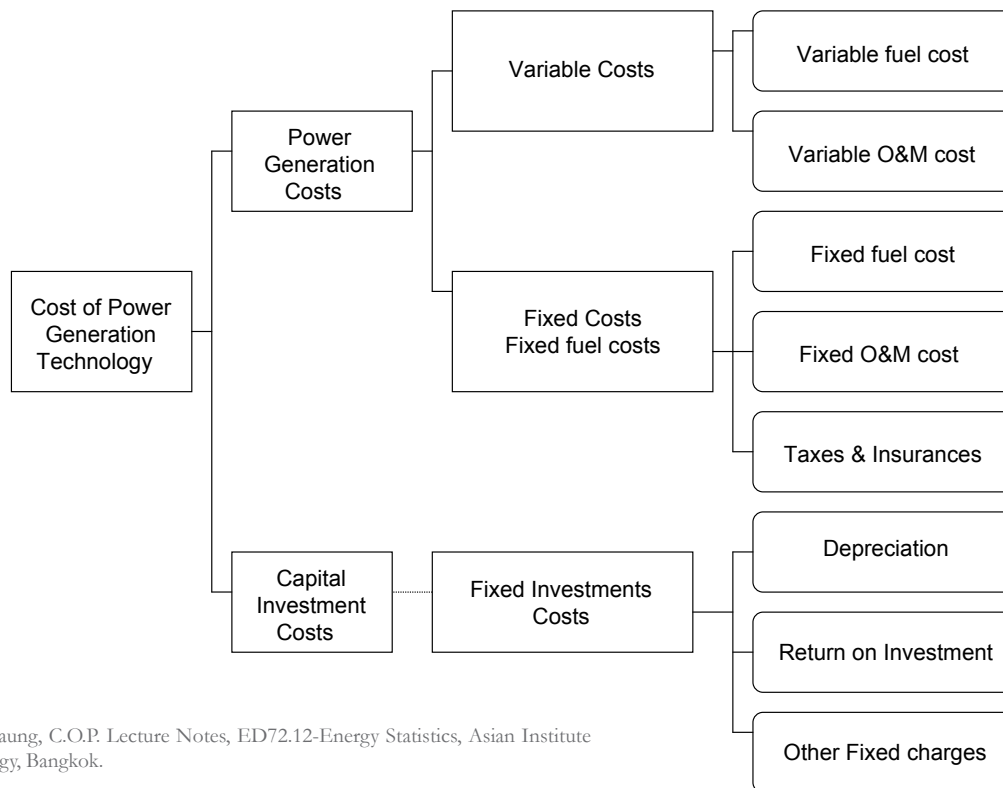 Variable Costs
Variable fuel cost
Variable O&M cost
Power
Generation
Costs
Fixed fuel cost
Cost of Power
Generation
Technology
Fixed Costs
Fixed fuel costs
Fixed O&M cost
Taxes & Insurances
Capital
Investment
Costs
Fixed Investments
Costs
Depreciation
Return on Investment
Other Fixed charges
C.O.P. Lecture Notes, ED72.12-Energy Statistics, Asian Institute
Bangkok.